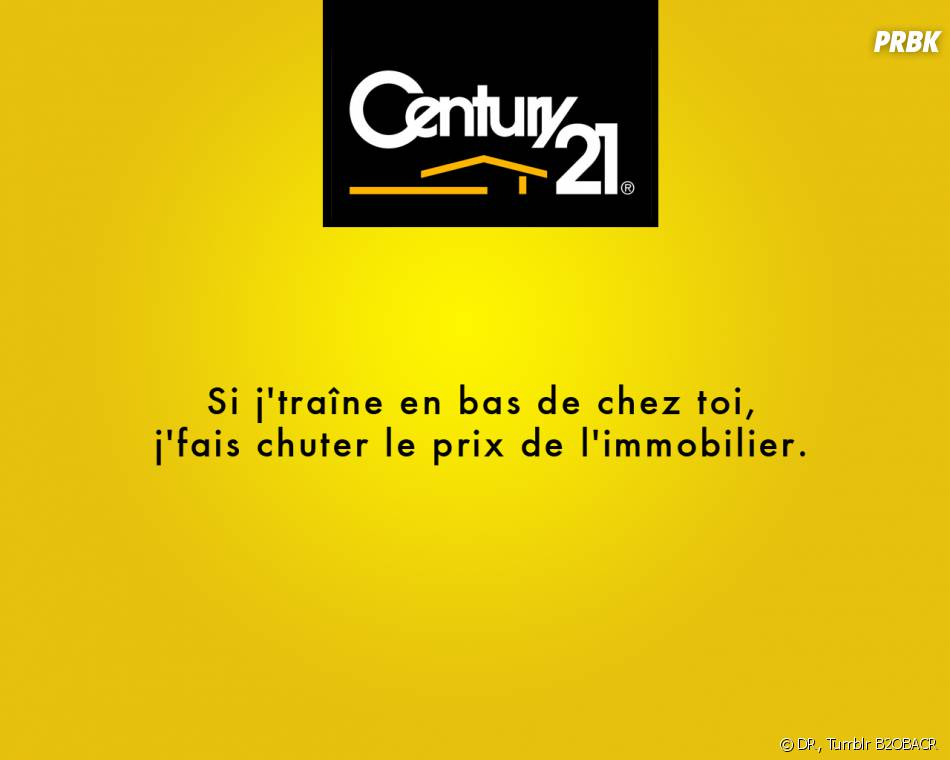 PRBK
Century
21®
Si j'traîne en bas de chez toi,
j'fais chuter le prix de l'immobilier.
© DR, Tumblr B2OBACR